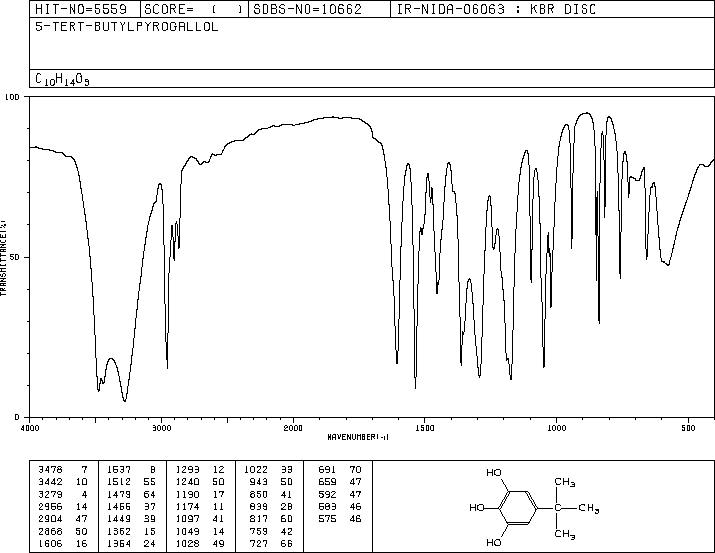 HIT-NO=5559 SCORE= ( ) SDBS-NO=10662 IR-NIDA-06063 : KBR DISC
5-TERT-BUTYLPYROGALLOL
C10H14O3
100
TRANSMITTANCE(%)
50
0
4000 3000 2000 1500 1000 500
WAVENUMBER(-1)
3478 7 1537 8 1293 12 1022 33 691 70
3442 10 1512 55 1240 50 943 50 659 47
3279 4 1479 64 1190 17 850 41 592 47
2956 14 1456 37 1174 11 839 28 583 46
2904 47 1449 39 1097 41 817 60 575 46
2868 50 1362 15 1049 14 759 42
1606 16 1354 24 1028 49 727 66
HO
CH3
HO
C
CH3
HO
CH3